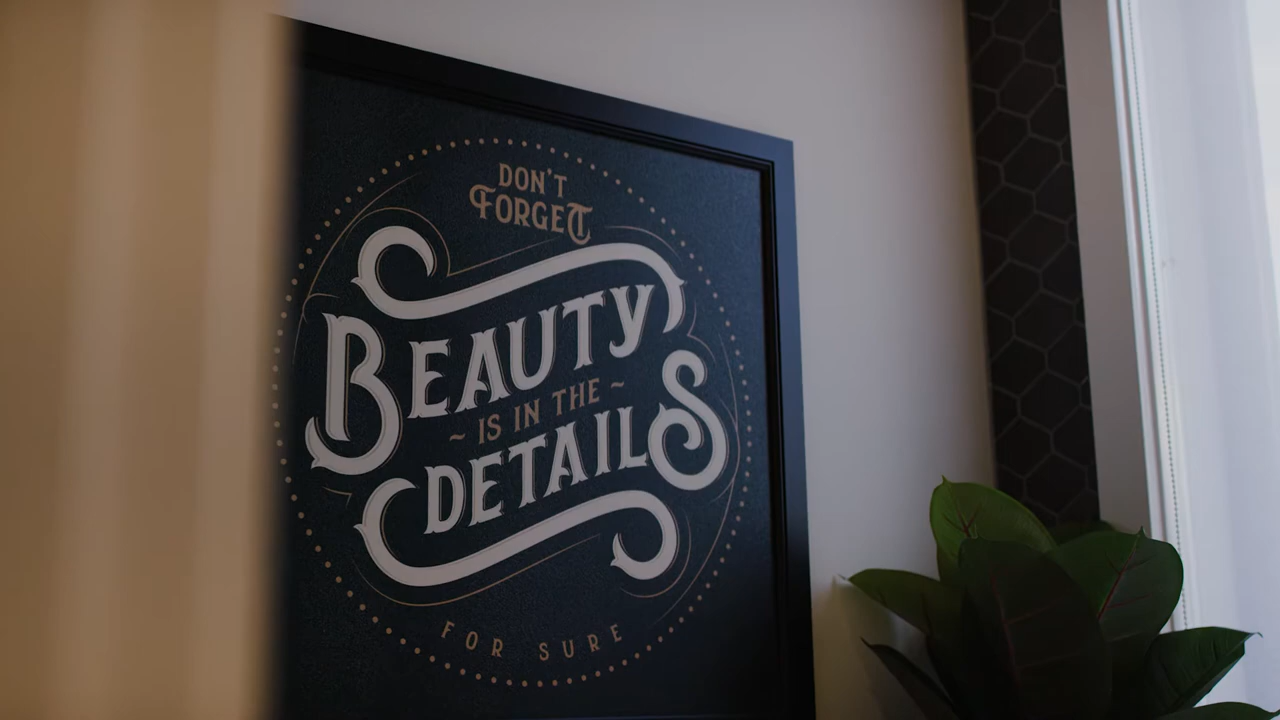 DON'T
FORGET
BEAUTY
~ IS IN THE ~
DETAILS
FOR SURE